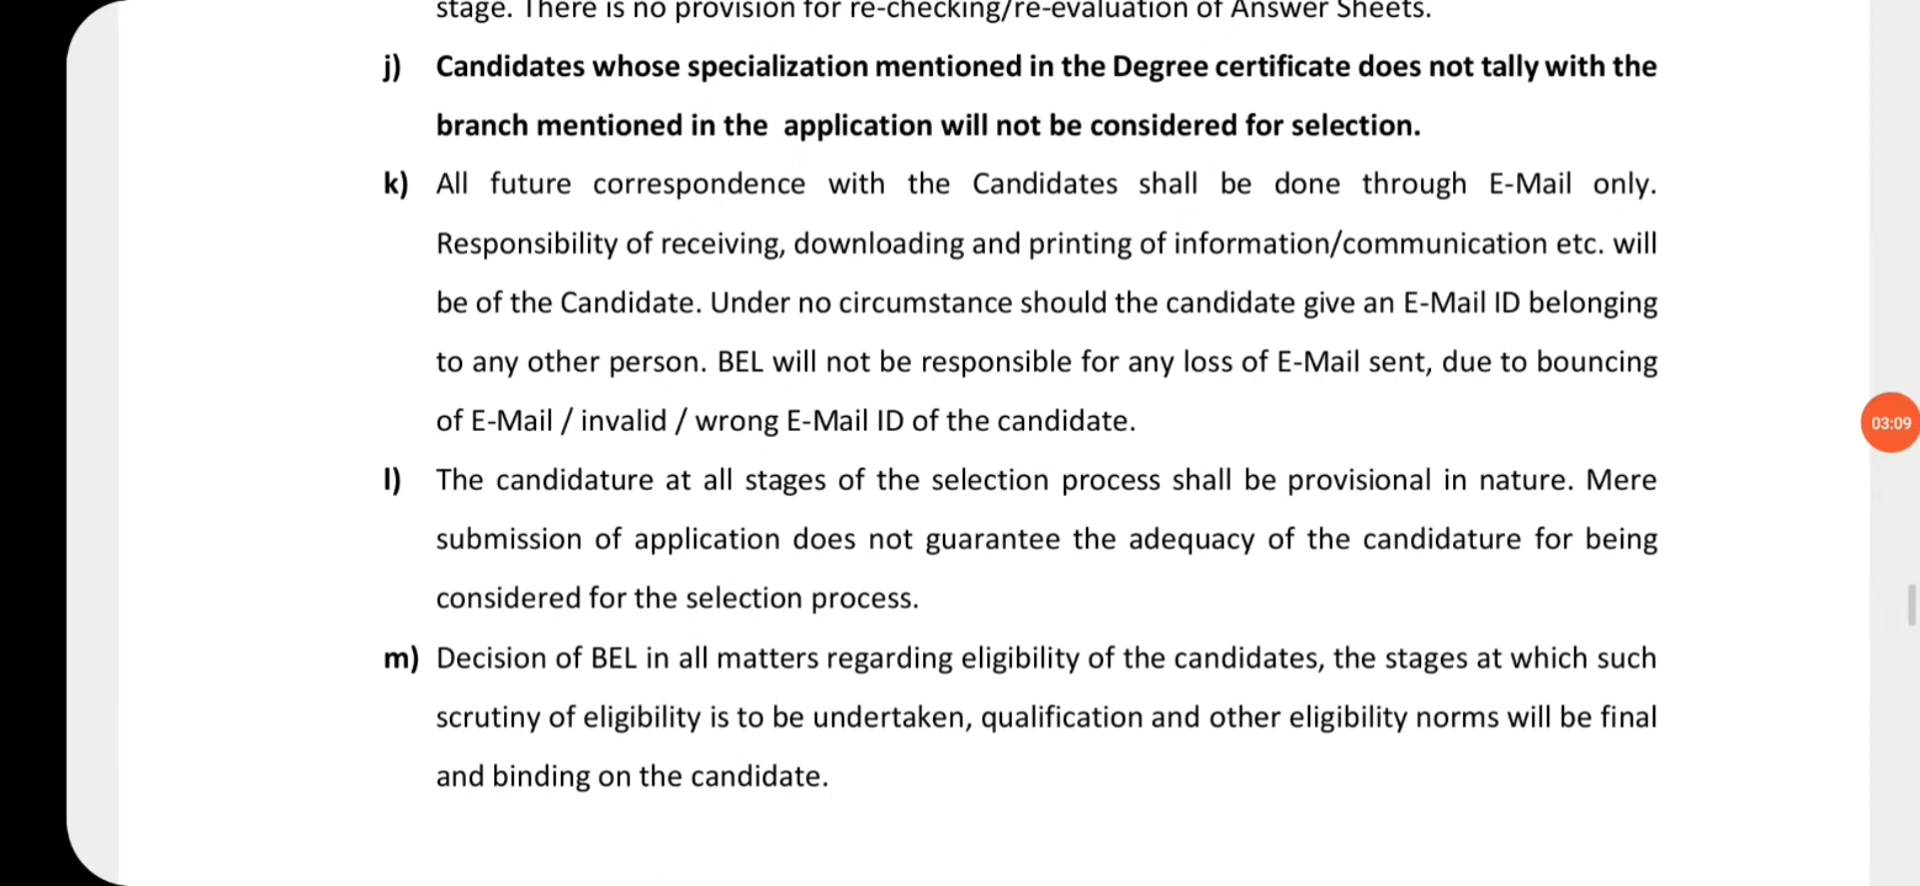 stage. There is no provision for re-checking/re-evaluation of Answer Sheets.
j) Candidates whose specialization mentioned in the Degree certificate does not tally with the
branch mentioned in the application will not be considered for selection.
k) All future correspondence with the Candidates shall be done through E-Mail only.
Responsibility of receiving, downloading and printing of information/communication etc. will
be of the Candidate. Under no circumstance should the candidate give an E-Mail ID belonging
to any other person. BEL will not be responsible for any loss of E-Mail sent, due to bouncing
of E-Mail / invalid / wrong E-Mail ID of the candidate.
03:09
l) The candidature at all stages of the selection process shall be provisional in nature. Mere
submission of application does not guarantee the adequacy of the candidature for being
considered for the selection process.
m) Decision of BEL in all matters regarding eligibility of the candidates, the stages at which such
scrutiny of eligibility is to be undertaken, qualification and other eligibility norms will be final
and binding on the candidate.